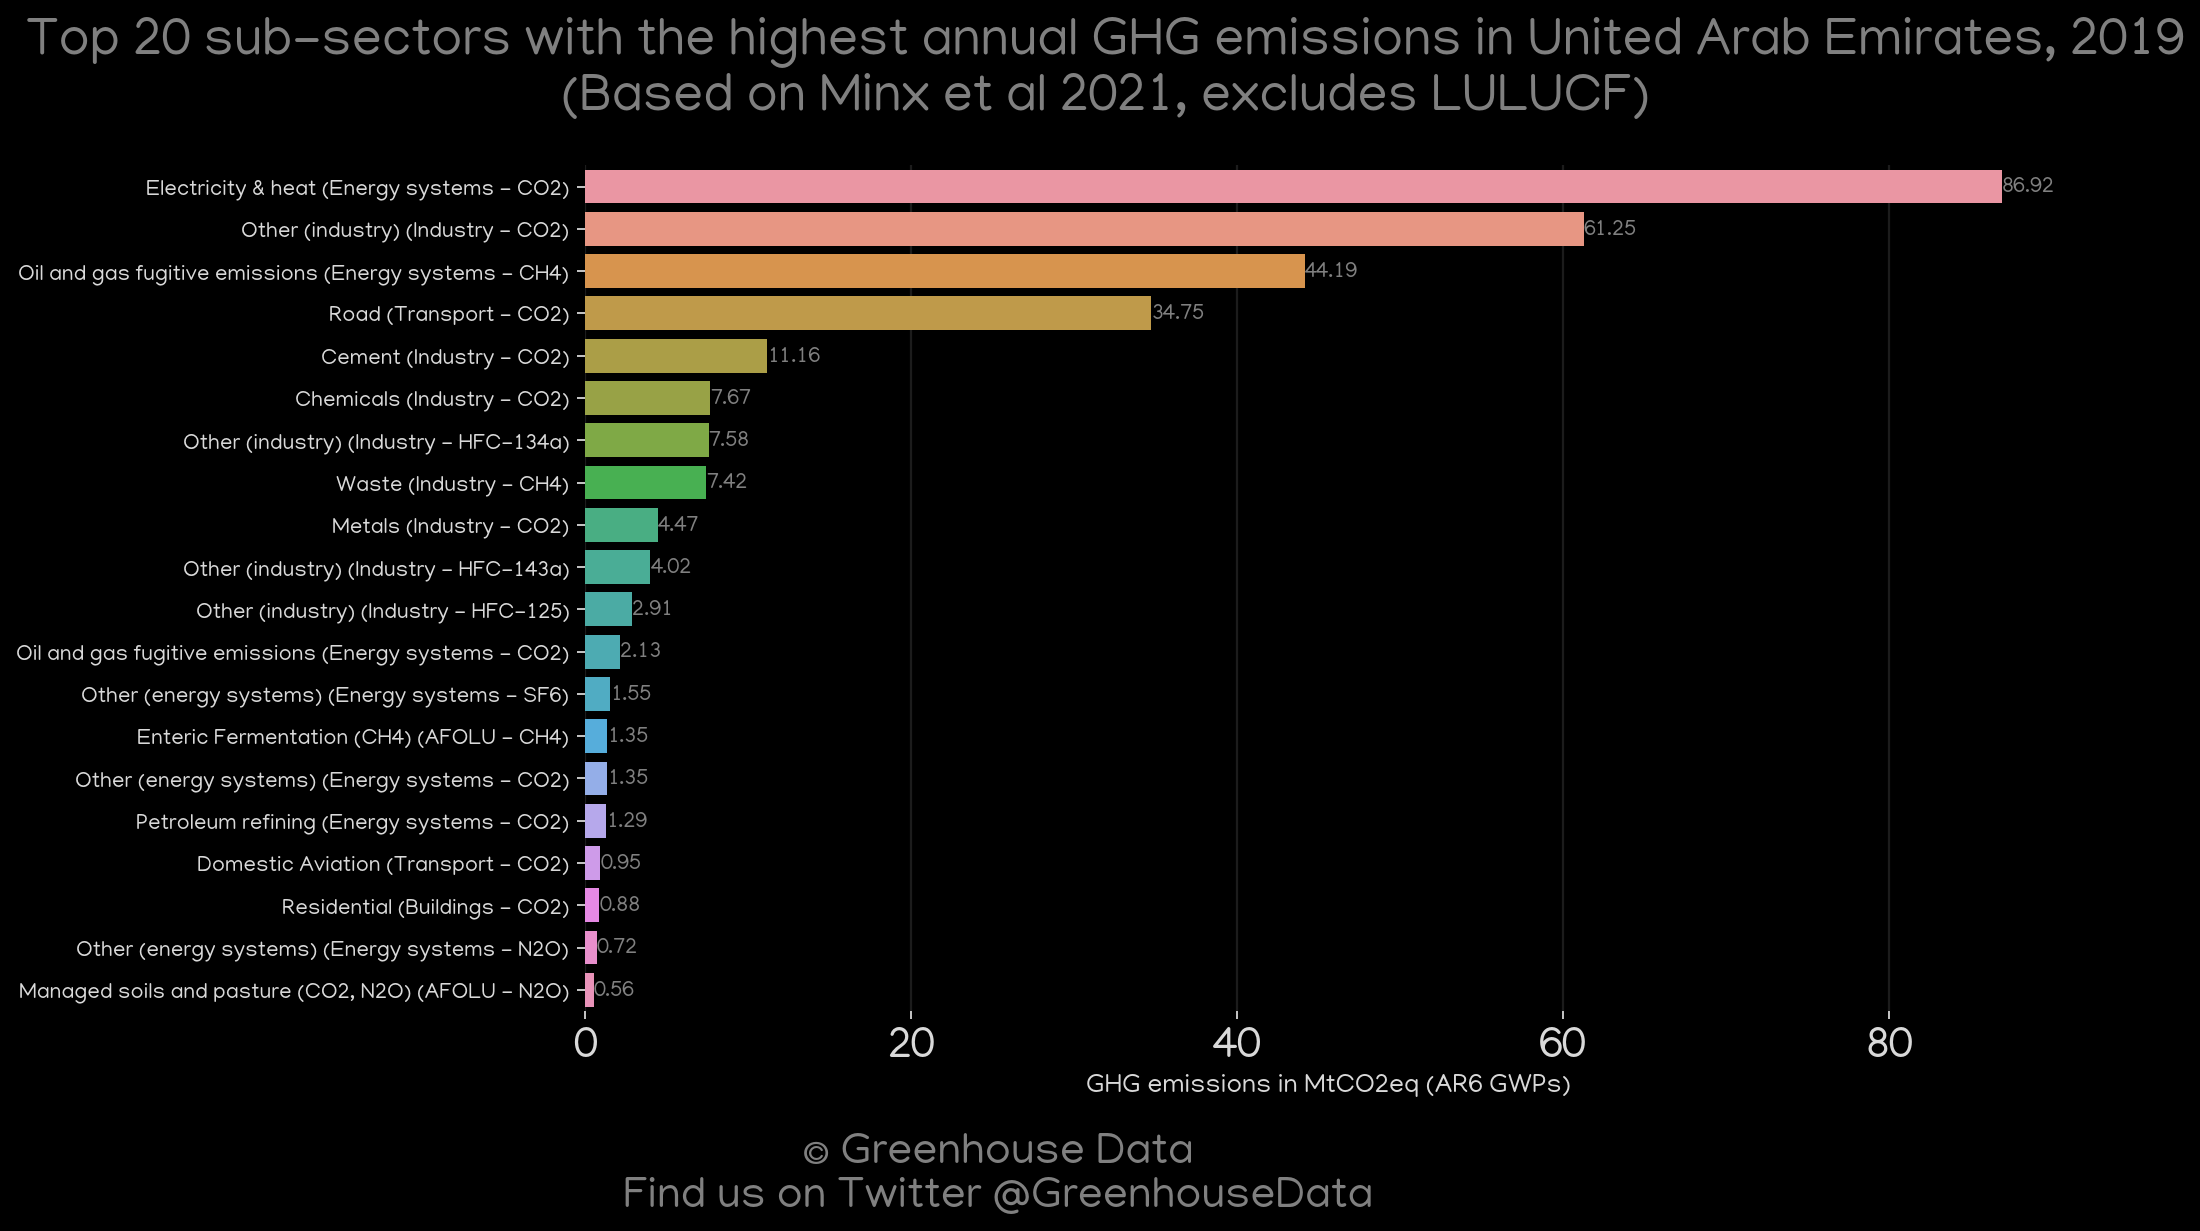 Top 20 sub-sectors with the highest annual GHG emissions in United Arab Emirates, 2019
(Based on Minx et al 2021, excludes LULUCF)
Electricity & heat (Energy systems - CO2) 86.92
Other (industry) (Industry - CO2) 61.25
Oil and gas fugitive emissions (Energy systems - CH4) 44.19
Road (Transport - CO2) 34.75
Cement (Industry - CO2) 11.16
Chemicals (Industry - CO2) 7.67
Other (industry) (Industry - HFC-134a) 7.58
Waste (Industry - CH4) 7.42
Metals (Industry - CO2) 4.47
Other (industry) (Industry - HFC-143a) 4.02
Other (industry) (Industry - HFC-125) 2.91
Oil and gas fugitive emissions (Energy systems - CO2) 2.13
Other (energy systems) (Energy systems - SF6) 1.55
Enteric Fermentation (CH4) (AFOLU - CH4) 1.35
Other (energy systems) (Energy systems - CO2) 1.35
Petroleum refining (Energy systems - CO2) 1.29
Domestic Aviation (Transport - CO2) 0.95
Residential (Buildings - CO2) 0.88
Other (energy systems) (Energy systems - N2O) 0.72
Managed soils and pasture (CO2, N2O) (AFOLU - N2O) 0.56
0 20 40 60 80
GHG emissions in MtCO2eq (AR6 GWPs)
© Greenhouse Data
Find us on Twitter @GreenhouseData